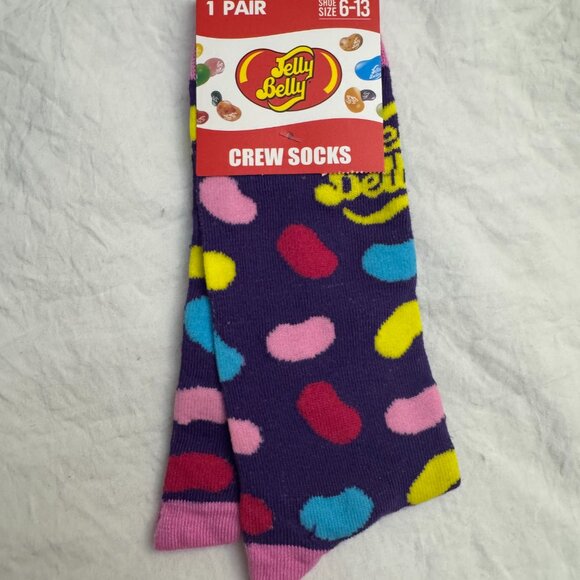 1 PAIR
SHOE
SIZE 6-13
Jelly
Belly
CREW SOCKS
Belly